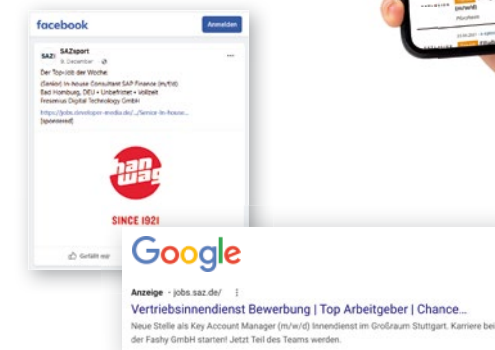 facebook
Anmelden
SAZsport
9. Dezember
Der Top-Job der Woche:
(Senior) In-house Consultant SAP Finance (m/f/d)
Bad Homburg, DEU • Unbefristet • Vollzeit
Fresenius Digital Technology GmbH
https://jobs.developer-media.de/.../Senior-In-house...
[sponsored]
han
wag
SINCE 1921
Gefällt mir
Google
Anzeige · jobs.saz.de/
Vertriebsinnendienst Bewerbung | Top Arbeitgeber | Chance...
Neue Stelle als Key Account Manager (m/w/d) Innendienst im Großraum Stuttgart. Karriere bei
der Fashy GmbH starten! Jetzt Teil des Teams werden.
(m/w/d)